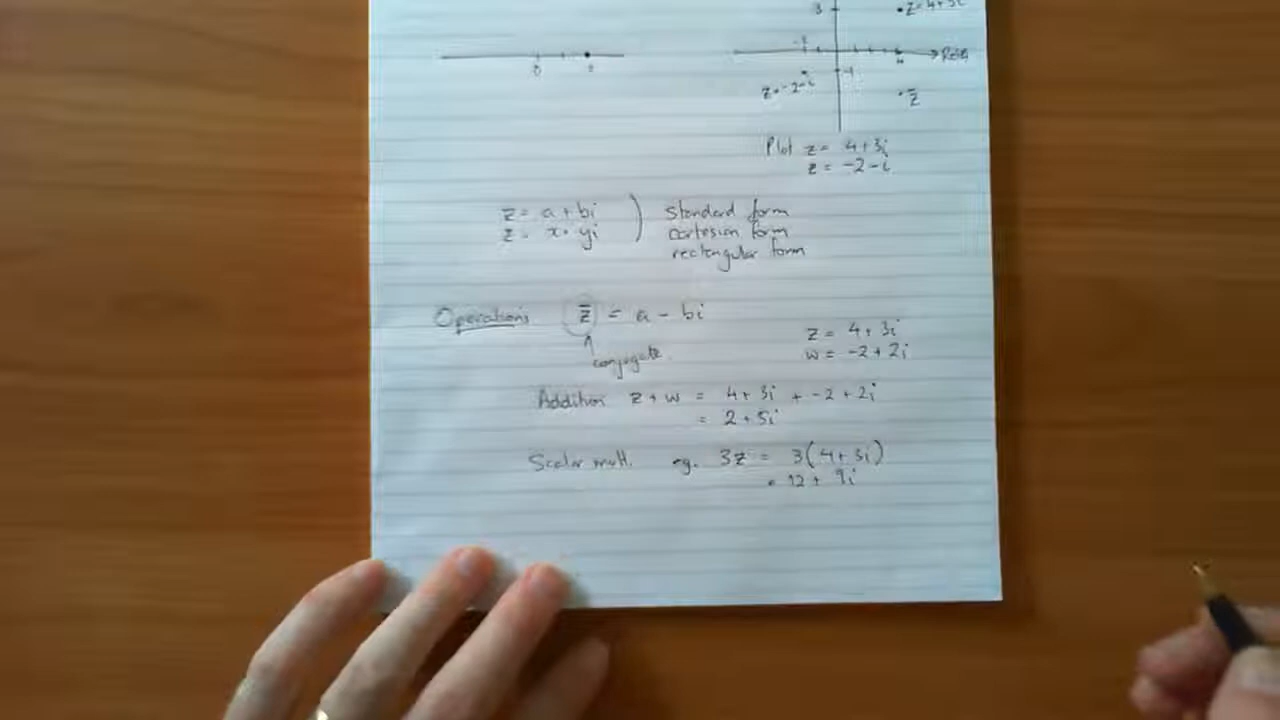 3
z = 4+3i
-2
0
4
Re(z)
-1
z = -2-i
z̄
Plot z = 4+3i
z = -2-i
z = a + bi ) standard form
z = x + yi cartesian form
rectangular form
Operations z̄ = a - bi
z = 4 + 3i
conjugate w = -2 + 2i
Addition z + w = 4+3i + -2 + 2i
= 2 + 5i
Scalar mult. eg. 3z = 3(4+3i)
= 12 + 9i